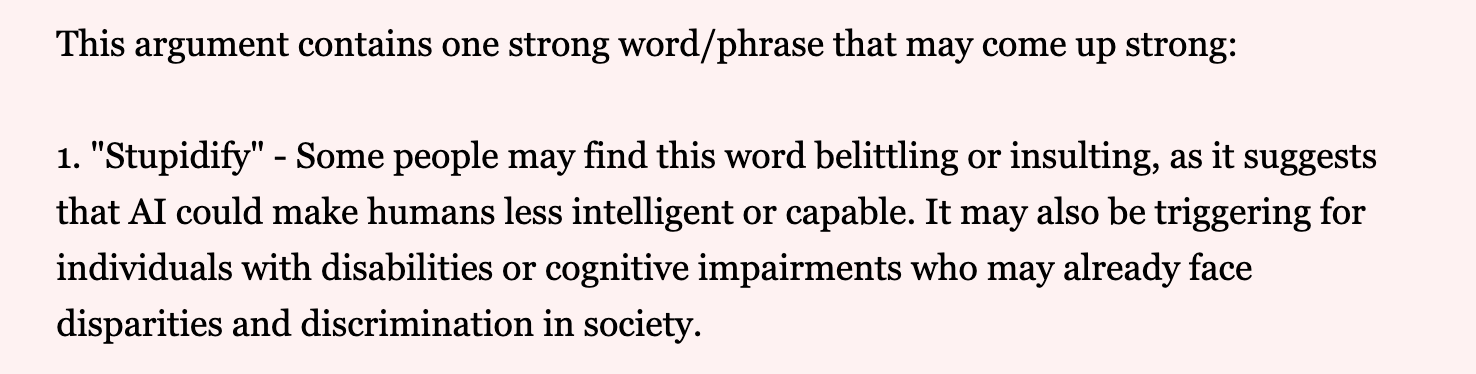 This argument contains one strong word/phrase that may come up strong:
1. "Stupidify" - Some people may find this word belittling or insulting, as it suggests
that AI could make humans less intelligent or capable. It may also be triggering for
individuals with disabilities or cognitive impairments who may already face
disparities and discrimination in society.